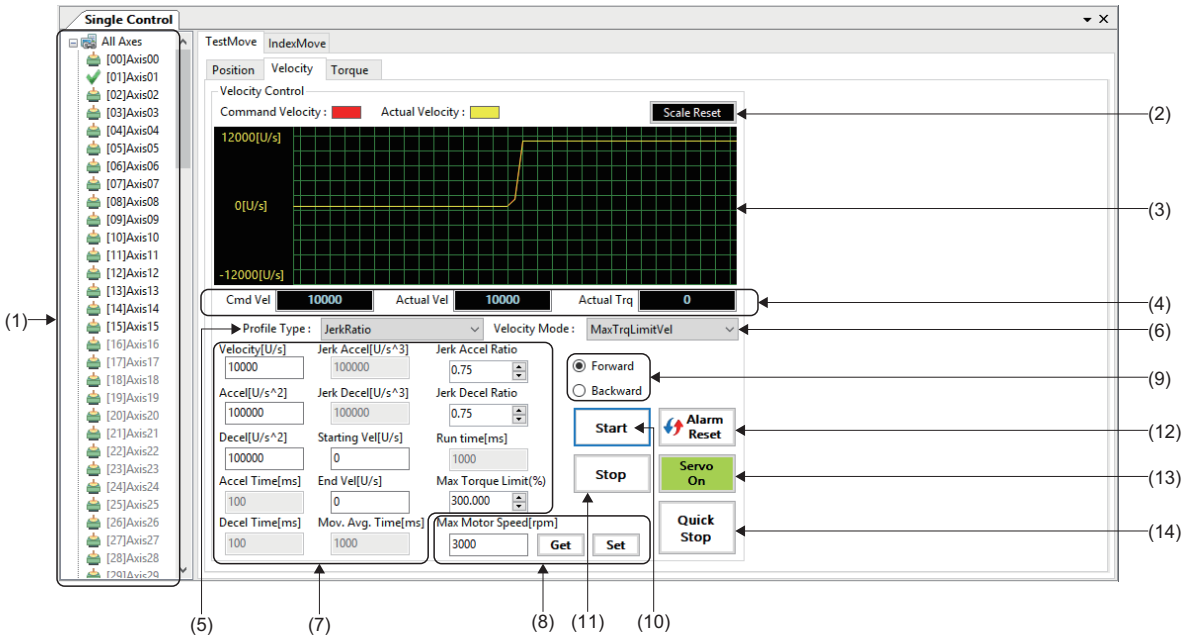 Single Control
All Axes
[00]Axis00
[01]Axis01
[02]Axis02
[03]Axis03
[04]Axis04
[05]Axis05
[06]Axis06
[07]Axis07
[08]Axis08
[09]Axis09
[10]Axis10
[11]Axis11
[12]Axis12
[13]Axis13
[14]Axis14
[15]Axis15
[16]Axis16
[17]Axis17
[18]Axis18
[19]Axis19
[20]Axis20
[21]Axis21
[22]Axis22
[23]Axis23
[24]Axis24
[25]Axis25
[26]Axis26
[27]Axis27
[28]Axis28
[29]Axis29
(1)
TestMove IndexMove
Position Velocity Torque
Velocity Control
Command Velocity : Actual Velocity : Scale Reset
(2)
12000[U/s]
0[U/s]
-12000[U/s]
(3)
Cmd Vel 10000 Actual Vel 10000 Actual Trq 0
(4)
Profile Type : JerkRatio Velocity Mode : MaxTrqLimitVel
(6)
Velocity[U/s] Jerk Accel[U/s^3] Jerk Accel Ratio
10000 100000 0.75
Accel[U/s^2] Jerk Decel[U/s^3] Jerk Decel Ratio
100000 100000 0.75
Decel[U/s^2] Starting Vel[U/s] Run time[ms]
100000 0 1000
Accel Time[ms] End Vel[U/s] Max Torque Limit(%)
100 0 300.000
Decel Time[ms] Mov. Avg. Time[ms] Max Motor Speed[rpm]
100 1000 3000 Get Set
Forward
Backward
(9)
Start
Alarm
Reset
(12)
Stop
Servo
On
(13)
Quick
Stop
(14)
(5) (7) (8) (11) (10)